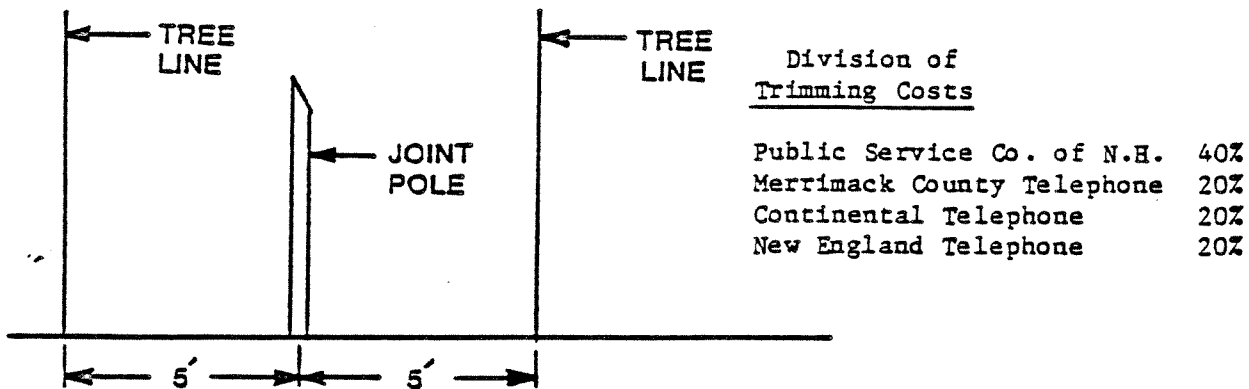 TREE
LINE
TREE
LINE
JOINT
POLE
5′
5′
Division of
Trimming Costs
Public Service Co. of N.H. 40%
Merrimack County Telephone 20%
Continental Telephone 20%
New England Telephone 20%